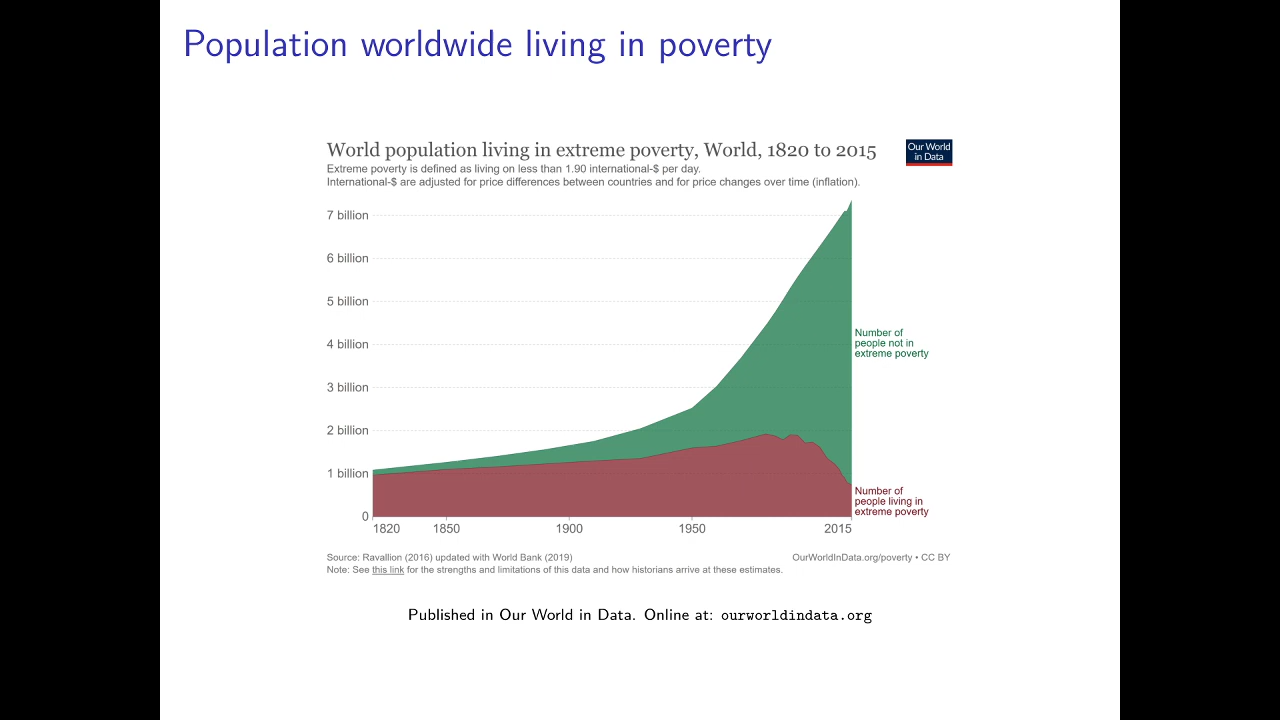 Population worldwide living in poverty
World population living in extreme poverty, World, 1820 to 2015
Our World
in Data
Extreme poverty is defined as living on less than 1.90 international-$ per day.
International-$ are adjusted for price differences between countries and for price changes over time (inflation).
7 billion
6 billion
5 billion
4 billion
3 billion
2 billion
1 billion
0
Number of
people not in
extreme poverty
Number of
people living in
extreme poverty
1820
1850
1900
1950
2015
Source: Ravallion (2016) updated with World Bank (2019)
OurWorldInData.org/poverty • CC BY
Note: See this link for the strengths and limitations of this data and how historians arrive at these estimates.
Published in Our World in Data. Online at: ourworldindata.org